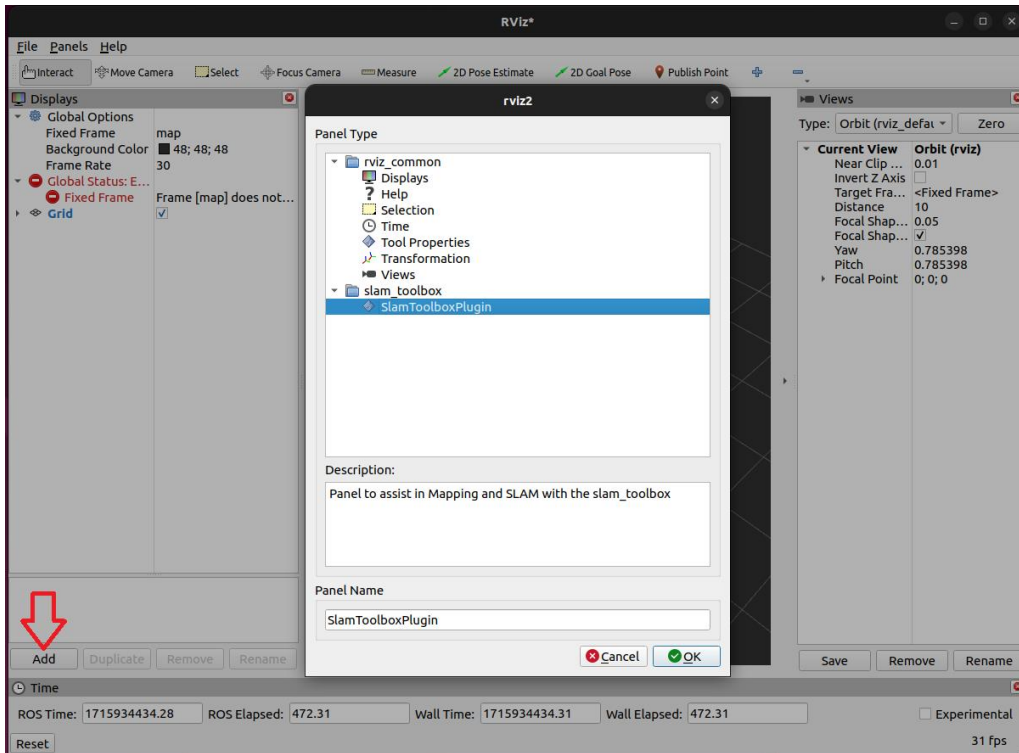 RViz*
File Panels Help
Interact Move Camera Select Focus Camera Measure 2D Pose Estimate 2D Goal Pose Publish Point
Displays
Global Options
Fixed Frame map
Background Color 48; 48; 48
Frame Rate 30
Global Status: E...
Fixed Frame Frame [map] does not...
Grid
Add Duplicate Remove Rename
rviz2
Panel Type
rviz_common
Displays
Help
Selection
Time
Tool Properties
Transformation
Views
slam_toolbox
SlamToolboxPlugin
Description:
Panel to assist in Mapping and SLAM with the slam_toolbox
Panel Name
SlamToolboxPlugin
Cancel OK
Views
Type: Orbit (rviz_defau Zero
Current View Orbit (rviz)
Near Clip ... 0.01
Invert Z Axis
Target Fra... <Fixed Frame>
Distance 10
Focal Shap... 0.05
Focal Shap...
Yaw 0.785398
Pitch 0.785398
Focal Point 0; 0; 0
Save Remove Rename
Time
ROS Time: 1715934434.28 ROS Elapsed: 472.31 Wall Time: 1715934434.31 Wall Elapsed: 472.31 Experimental
Reset 31 fps